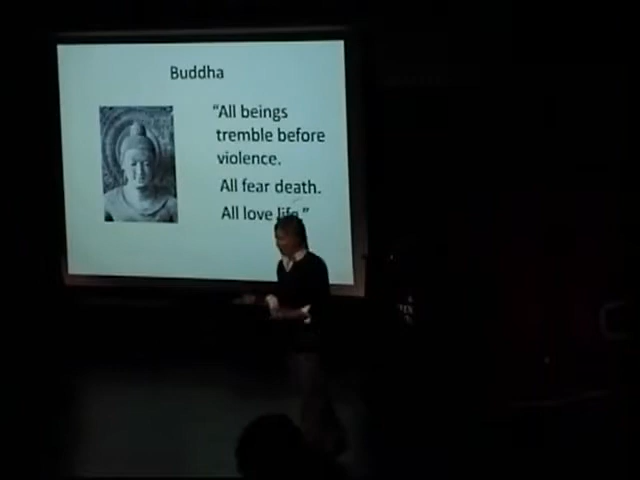 Buddha
“All beings
tremble before
violence.
All fear death.
All love life.”